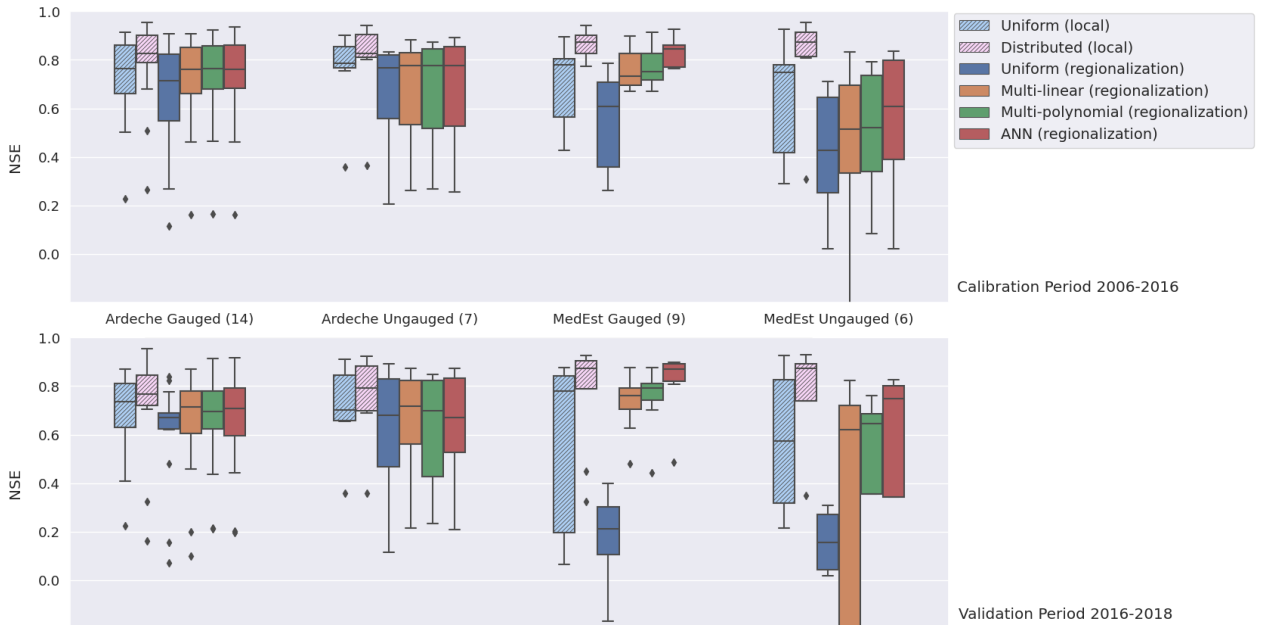 1.0
0.8
0.6
0.4
0.2
0.0
NSE
Uniform (local)
Distributed (local)
Uniform (regionalization)
Multi-linear (regionalization)
Multi-polynomial (regionalization)
ANN (regionalization)
Calibration Period 2006-2016
Ardeche Gauged (14)
Ardeche Ungauged (7)
MedEst Gauged (9)
MedEst Ungauged (6)
1.0
0.8
0.6
0.4
0.2
0.0
NSE
Validation Period 2016-2018